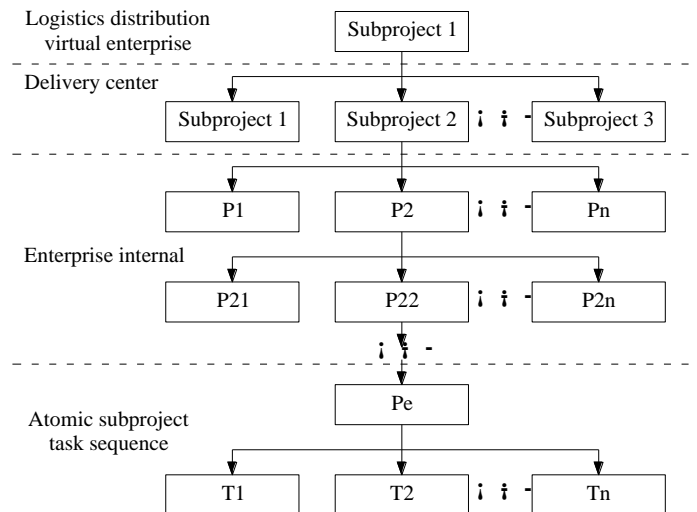 Logistics distribution
virtual enterprise
Subproject 1
Delivery center
Subproject 1
Subproject 2
¡ ­ -
Subproject 3
P1
P2
¡ ­ -
Pn
Enterprise internal
P21
P22
¡ ­ -
P2n
¡ ­ -
Pe
Atomic subproject
task sequence
T1
T2
¡ ­ -
Tn